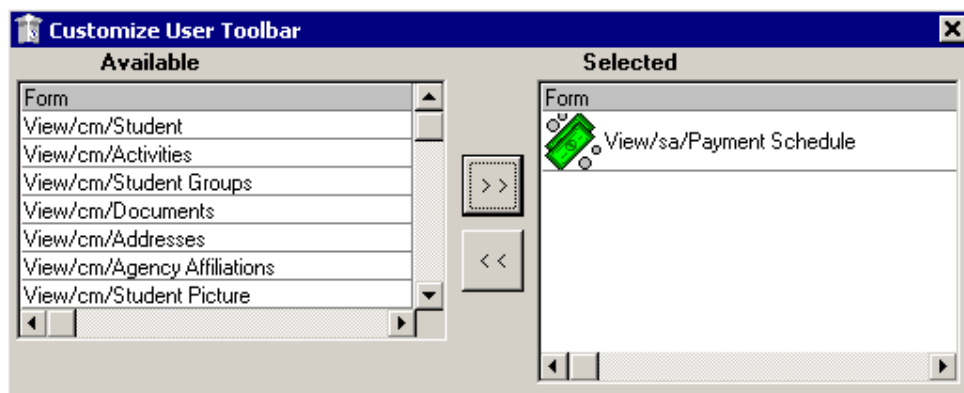 Customize User Toolbar
Available
Selected
Form
View/cm/Student
View/cm/Activities
View/cm/Student Groups
View/cm/Documents
View/cm/Addresses
View/cm/Agency Affiliations
View/cm/Student Picture
>>
<<
Form
View/sa/Payment Schedule